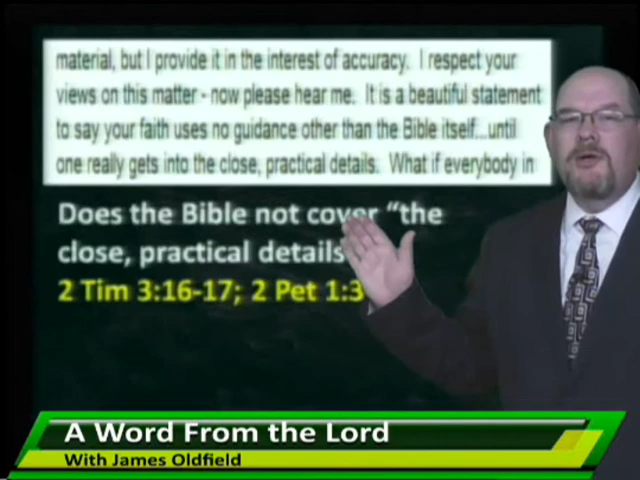 material, but I provide it in the interest of accuracy. I respect your
views on this matter - now please hear me. It is a beautiful statement
to say your faith uses no guidance other than the Bible itself...until
one really gets into the close, practical details. What if everybody in
Does the Bible not cover “the
close, practical details
2 Tim 3:16-17; 2 Pet 1:3
A Word From the Lord
With James Oldfield